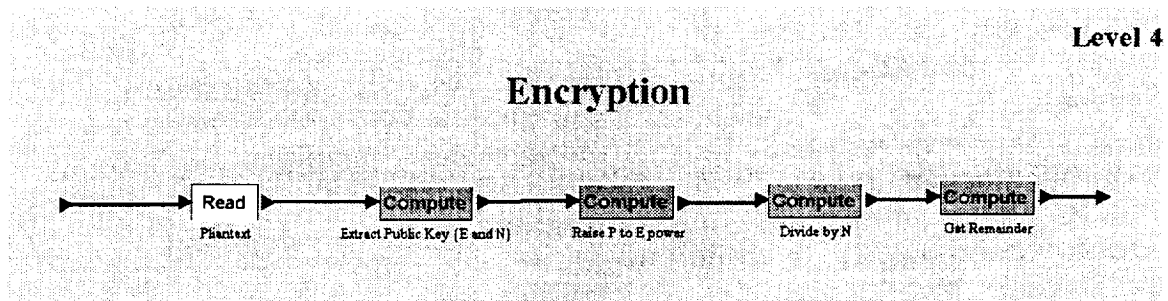 Level 4
Encryption
Read
Compute
Compute
Compute
Compute
Pliantext
Extract Public Key (E and N)
Raise P to E power
Divide by N
Get Remainder